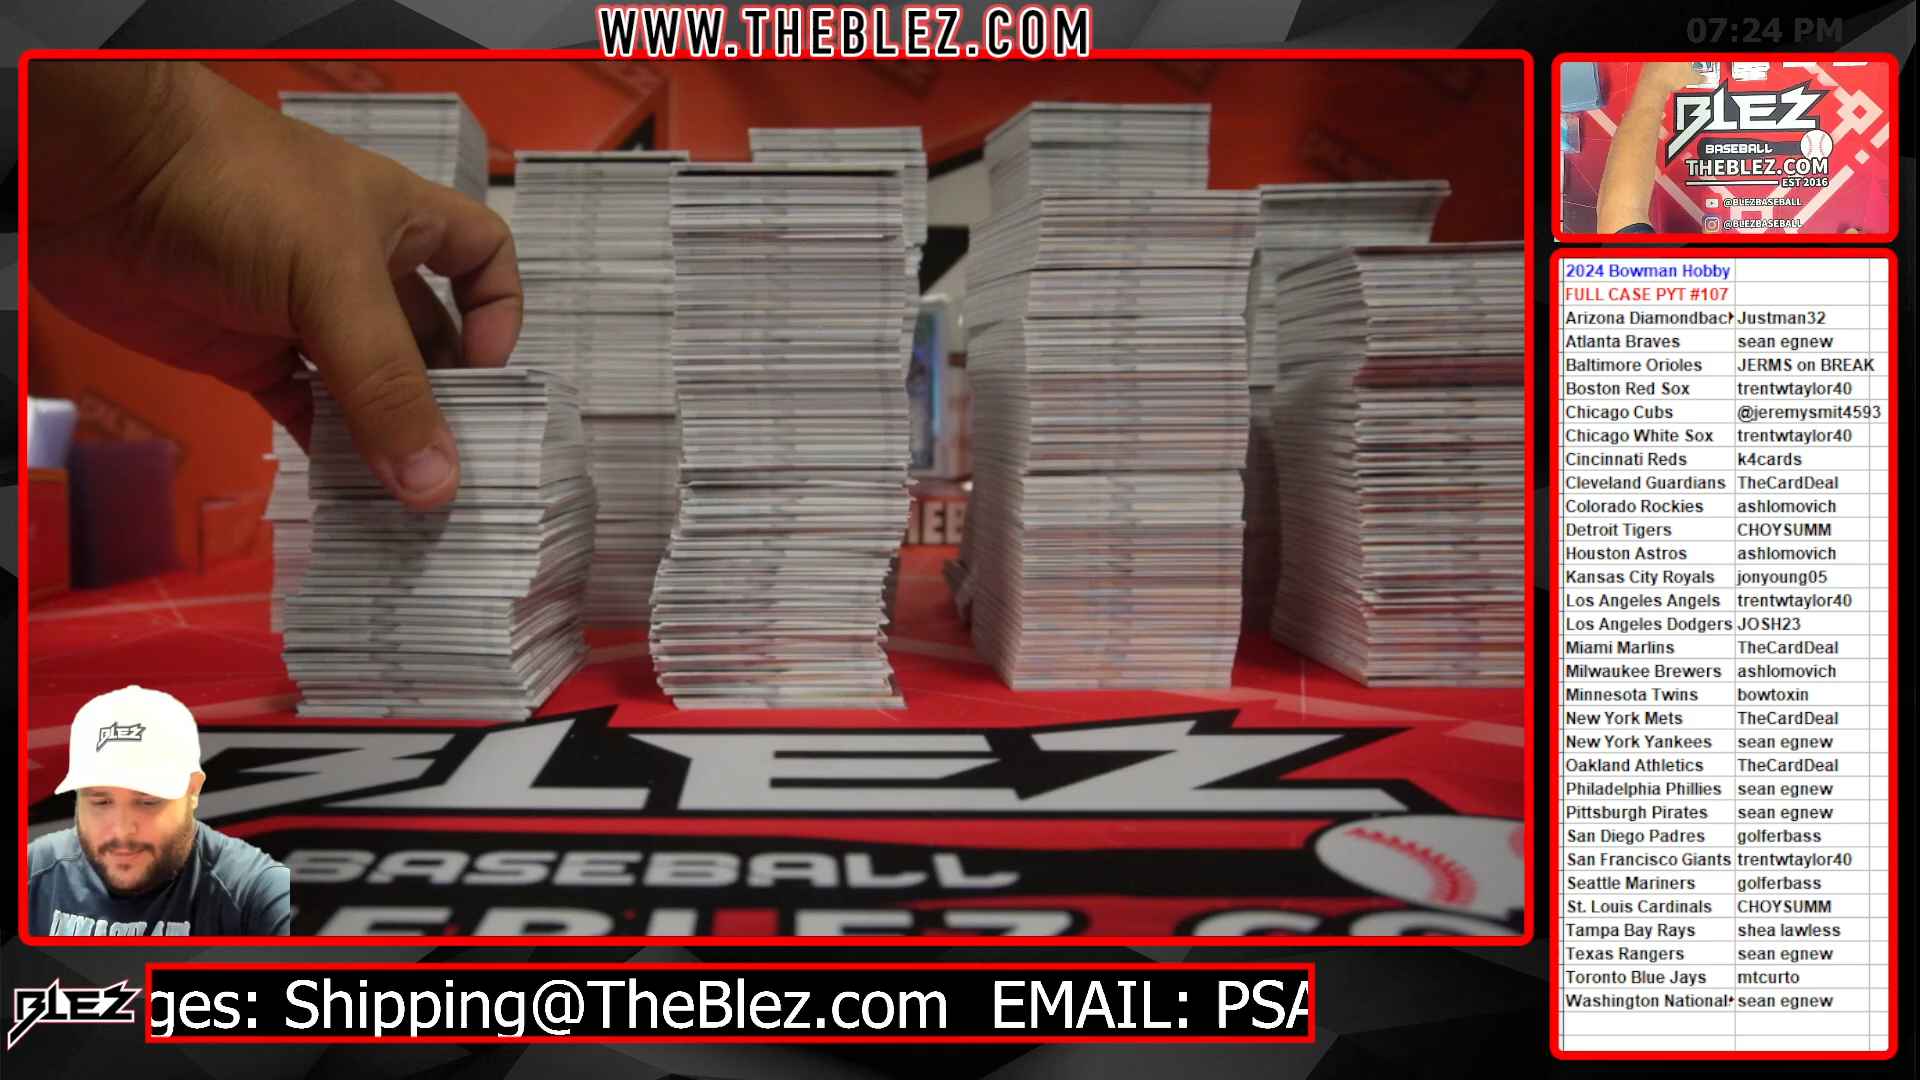 WWW.THEBLEZ.COM
07:24 PM
BLEZ
BASEBALL
THEBLEZ.COM
EST 2016
@BLEZBASEBALL
@BLEZBASEBALL
2024 Bowman Hobby
FULL CASE PYT #107
Arizona Diamondbac Justman32
Atlanta Braves sean egnew
Baltimore Orioles JERMS on BREAK
Boston Red Sox trentwtaylor40
Chicago Cubs @jeremysmit4593
Chicago White Sox trentwtaylor40
Cincinnati Reds k4cards
Cleveland Guardians TheCardDeal
Colorado Rockies ashlomovich
Detroit Tigers CHOYSUMM
Houston Astros ashlomovich
Kansas City Royals jonyoung05
Los Angeles Angels trentwtaylor40
Los Angeles Dodgers JOSH23
Miami Marlins TheCardDeal
Milwaukee Brewers ashlomovich
Minnesota Twins bowtoxin
New York Mets TheCardDeal
New York Yankees sean egnew
Oakland Athletics TheCardDeal
Philadelphia Phillies sean egnew
Pittsburgh Pirates sean egnew
San Diego Padres golferbass
San Francisco Giants trentwtaylor40
Seattle Mariners golferbass
St. Louis Cardinals CHOYSUMM
Tampa Bay Rays shea lawless
Texas Rangers sean egnew
Toronto Blue Jays mtcurto
Washington National sean egnew
BLEZ
BLEZ
BASEBALL
BLEZ
ges: Shipping@TheBlez.com EMAIL: PSA